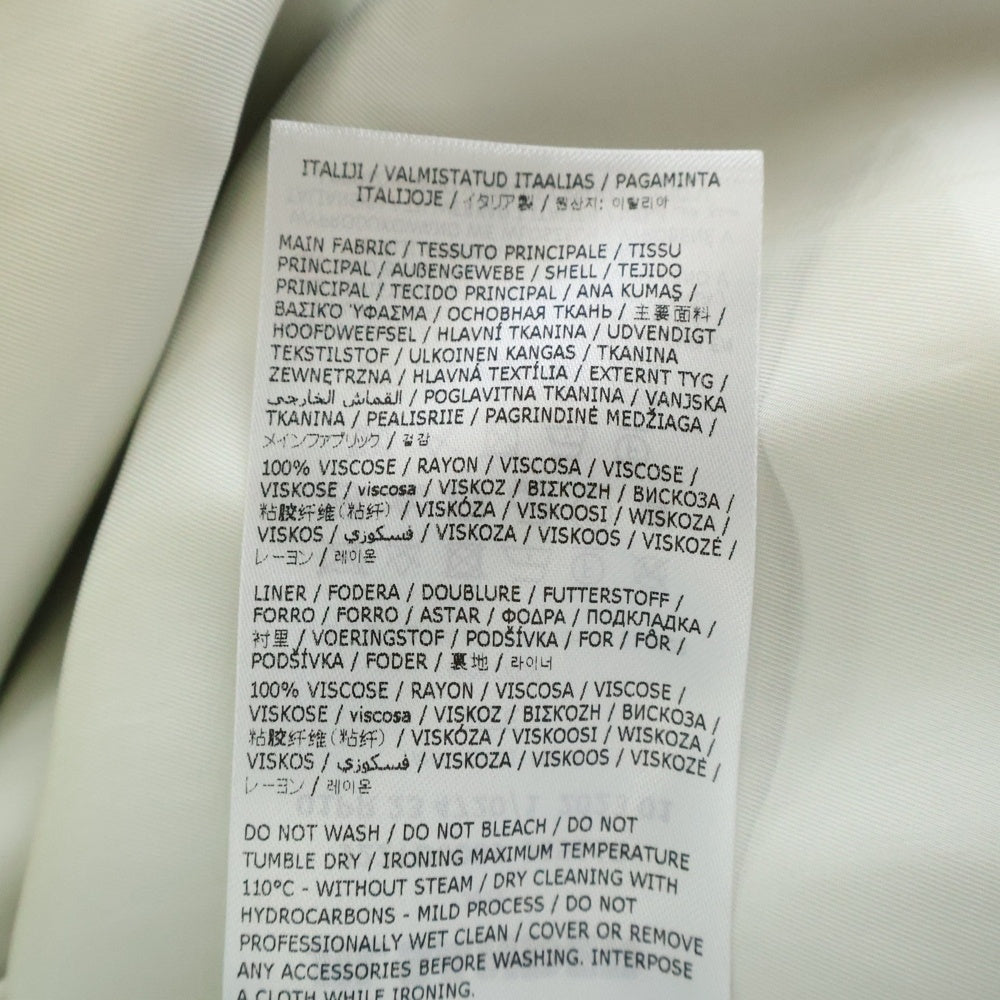 ITALIJI / VALMISTATUD ITAALIAS / PAGAMINTA
ITALIJOJE / イタリア製 / 원산지: 이탈리아
MAIN FABRIC / TESSUTO PRINCIPALE / TISSU
PRINCIPAL / AUßENGEWEBE / SHELL / TEJIDO
PRINCIPAL / TECIDO PRINCIPAL / ANA KUMAŞ /
ΒΑΣΙΚΌ ΎΦΑΣΜΑ / ОСНОВНАЯ ТКАНЬ / 主要面料 /
HOOFDWEEFSEL / HLAVNÍ TKANINA / UDVENDIGT
TEKSTILSTOF / ULKOINEN KANGAS / TKANINA
ZEWNĘTRZNA / HLAVNÁ TEXTÍLIA / EXTERNT TYG /
القماش الخارجي / POGLAVITNA TKANINA / VANJSKA
TKANINA / PEALISRIIE / PAGRINDINĖ MEDŽIAGA /
メインファブリック / 겉감
100% VISCOSE / RAYON / VISCOSA / VISCOSE /
VISKOSE / viscosa / VISKOZ / ΒΙΣΚΌΖΗ / ВИСКОЗА /
粘胶纤维(粘纤) / VISKÓZA / VISKOOSI / WISKOZA /
VISKOS / فسكوزي / VISKOZA / VISKOOS / VISKOZĖ /
レーヨン / 레이온
LINER / FODERA / DOUBLURE / FUTTERSTOFF /
FORRO / FORRO / ASTAR / ΦΟΔΡΑ / ПОДКЛАДКА /
衬里 / VOERINGSTOF / PODŠÍVKA / FOR / FÔR /
PODŠÍVKA / FODER / 裏地 / 라이너
100% VISCOSE / RAYON / VISCOSA / VISCOSE /
VISKOSE / viscosa / VISKOZ / ΒΙΣΚΌΖΗ / ВИСКОЗА /
粘胶纤维(粘纤) / VISKÓZA / VISKOOSI / WISKOZA /
VISKOS / فسكوزي / VISKOZA / VISKOOS / VISKOZĖ /
レーヨン / 레이온
DO NOT WASH / DO NOT BLEACH / DO NOT
TUMBLE DRY / IRONING MAXIMUM TEMPERATURE
110°C - WITHOUT STEAM / DRY CLEANING WITH
HYDROCARBONS - MILD PROCESS / DO NOT
PROFESSIONALLY WET CLEAN / COVER OR REMOVE
ANY ACCESSORIES BEFORE WASHING. INTERPOSE
A CLOTH WHILE IRONING.